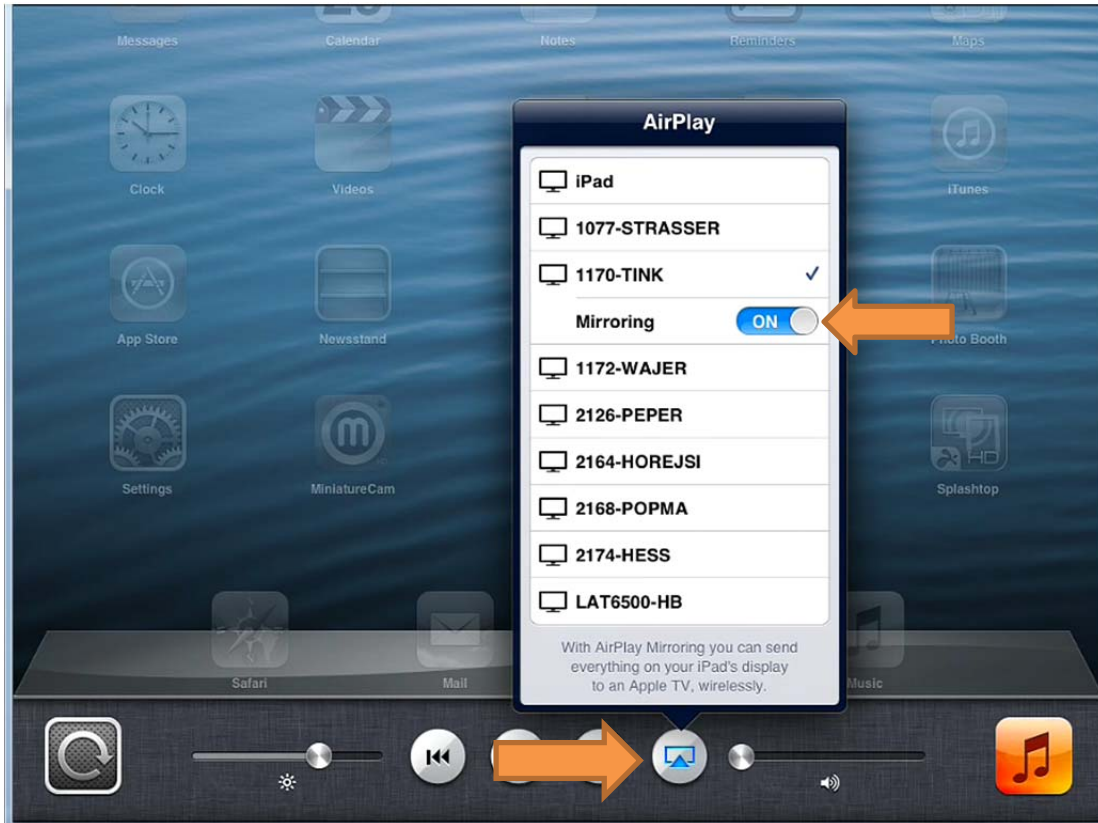 Messages Calendar Notes Reminders Maps
AirPlay
iPad
1077-STRASSER
1170-TINK
Mirroring ON
1172-WAJER
2126-PEPER
2164-HOREJSI
2168-POPMA
2174-HESS
LAT6500-HB
With AirPlay Mirroring you can send
everything on your iPad's display
to an Apple TV, wirelessly.
Clock Videos iTunes
App Store Newsstand Photo Booth
Settings MiniatureCam Splashtop
HD
Safari Mail Music